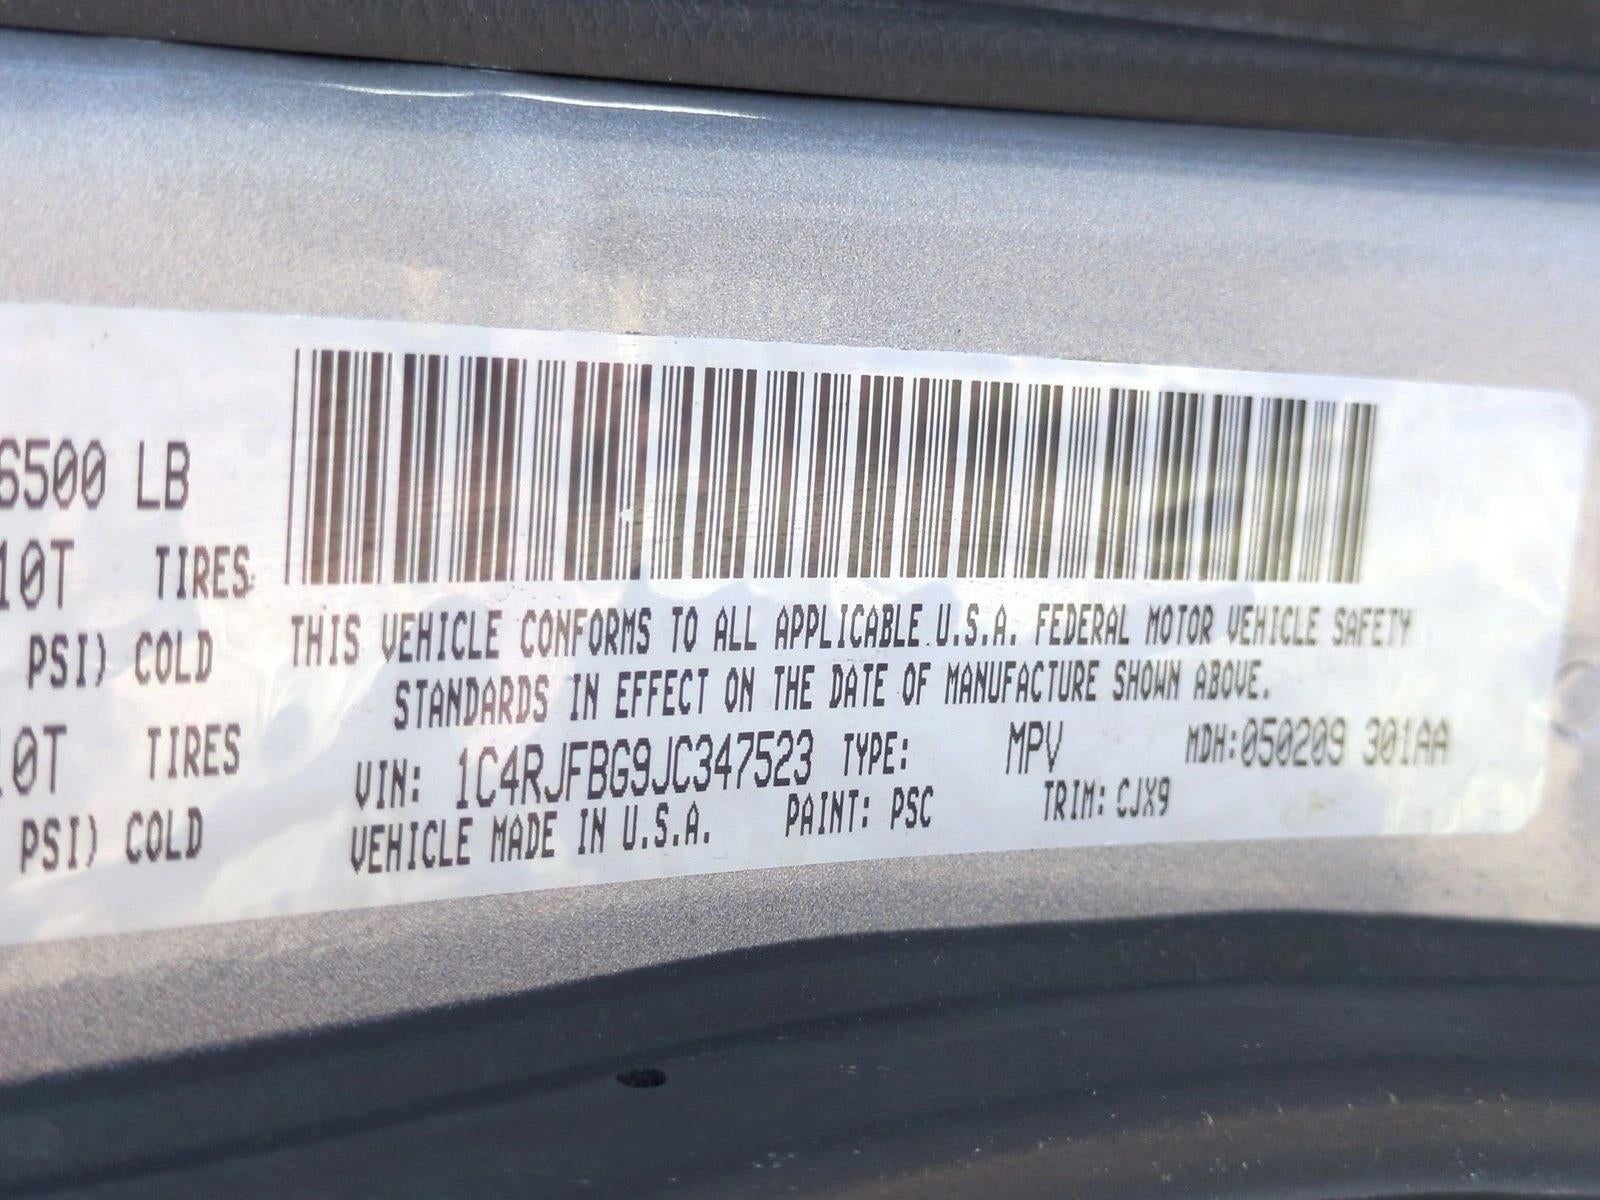 6500 LB
10T TIRES
PSI) COLD
10T TIRES
PSI) COLD
THIS VEHICLE CONFORMS TO ALL APPLICABLE U.S.A. FEDERAL MOTOR VEHICLE SAFETY
STANDARDS IN EFFECT ON THE DATE OF MANUFACTURE SHOWN ABOVE.
VIN: 1C4RJFBG9JC347523 TYPE: MPV MDH:050209 301AA
VEHICLE MADE IN U.S.A. PAINT: PSC TRIM: CJX9